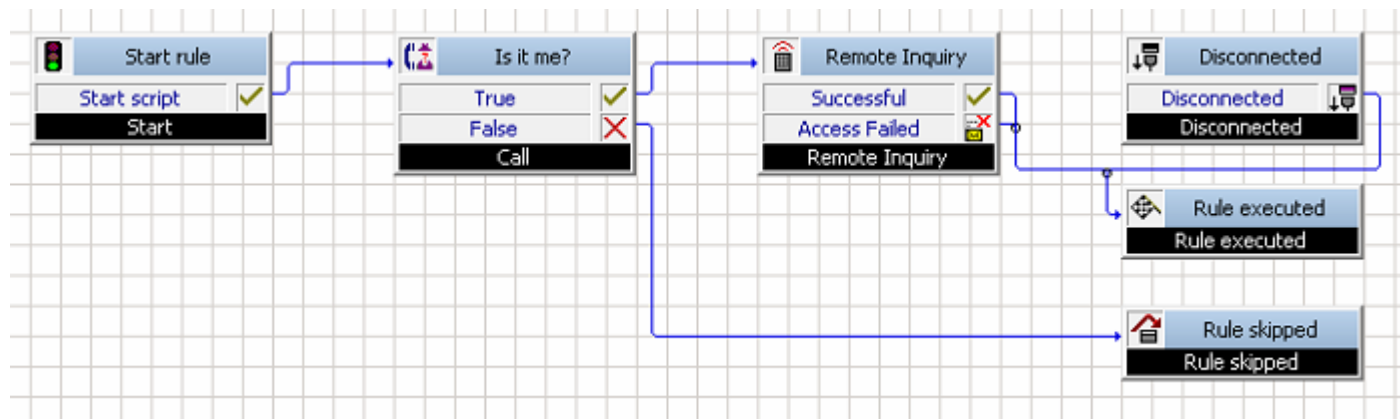 Start rule
Start script
Start
Is it me?
True
False
Call
Remote Inquiry
Successful
Access Failed
Remote Inquiry
Disconnected
Disconnected
Disconnected
Rule executed
Rule executed
Rule skipped
Rule skipped